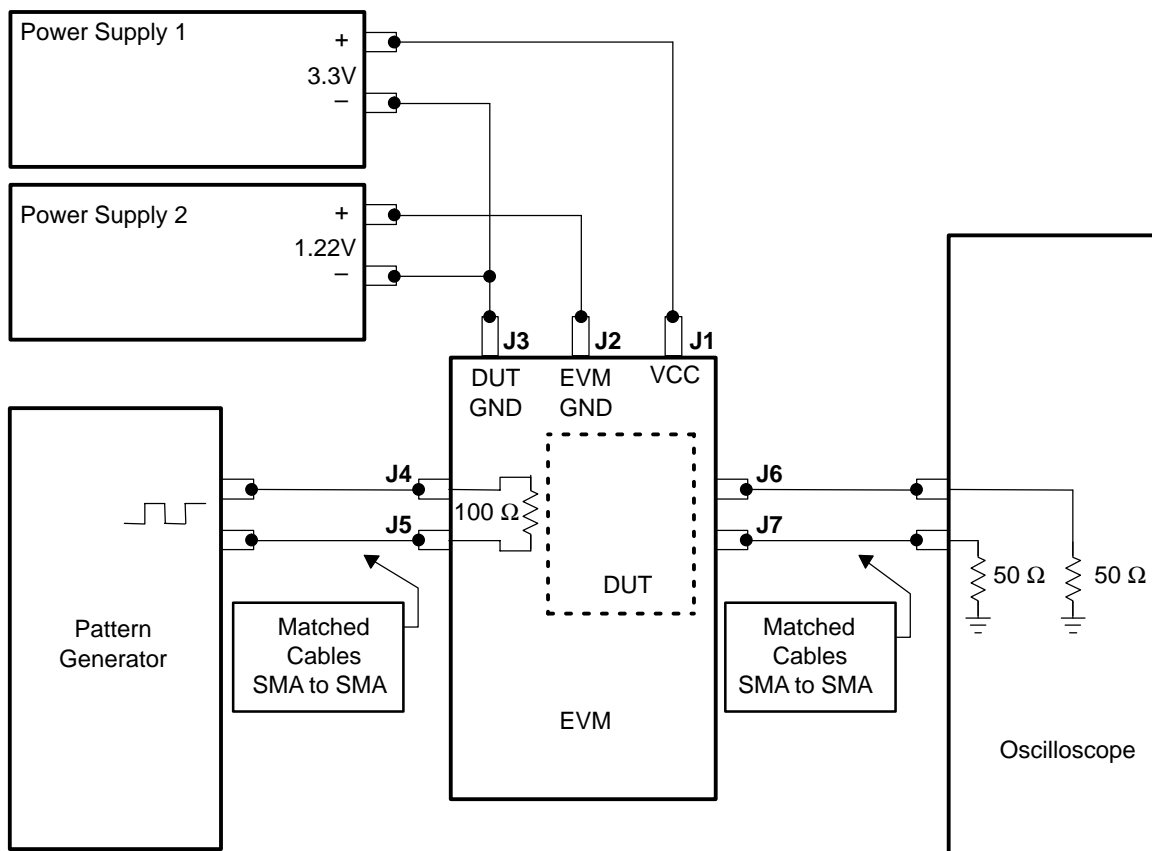 Power Supply 1
+
3.3V
–
Power Supply 2
+
1.22V
–
J3
J2
J1
DUT
GND
EVM
GND
VCC
J4
100 Ω
J5
J6
J7
DUT
50 Ω
50 Ω
Pattern
Generator
Matched
Cables
SMA to SMA
Matched
Cables
SMA to SMA
EVM
Oscilloscope